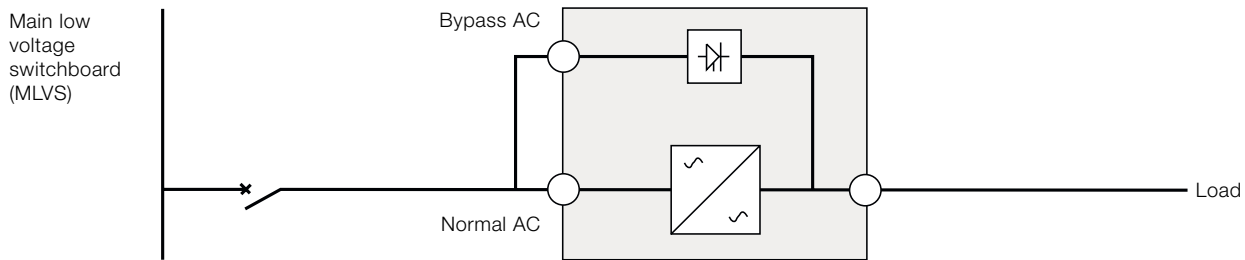 Main low
voltage
switchboard
(MLVS)
Bypass AC
Normal AC
Load